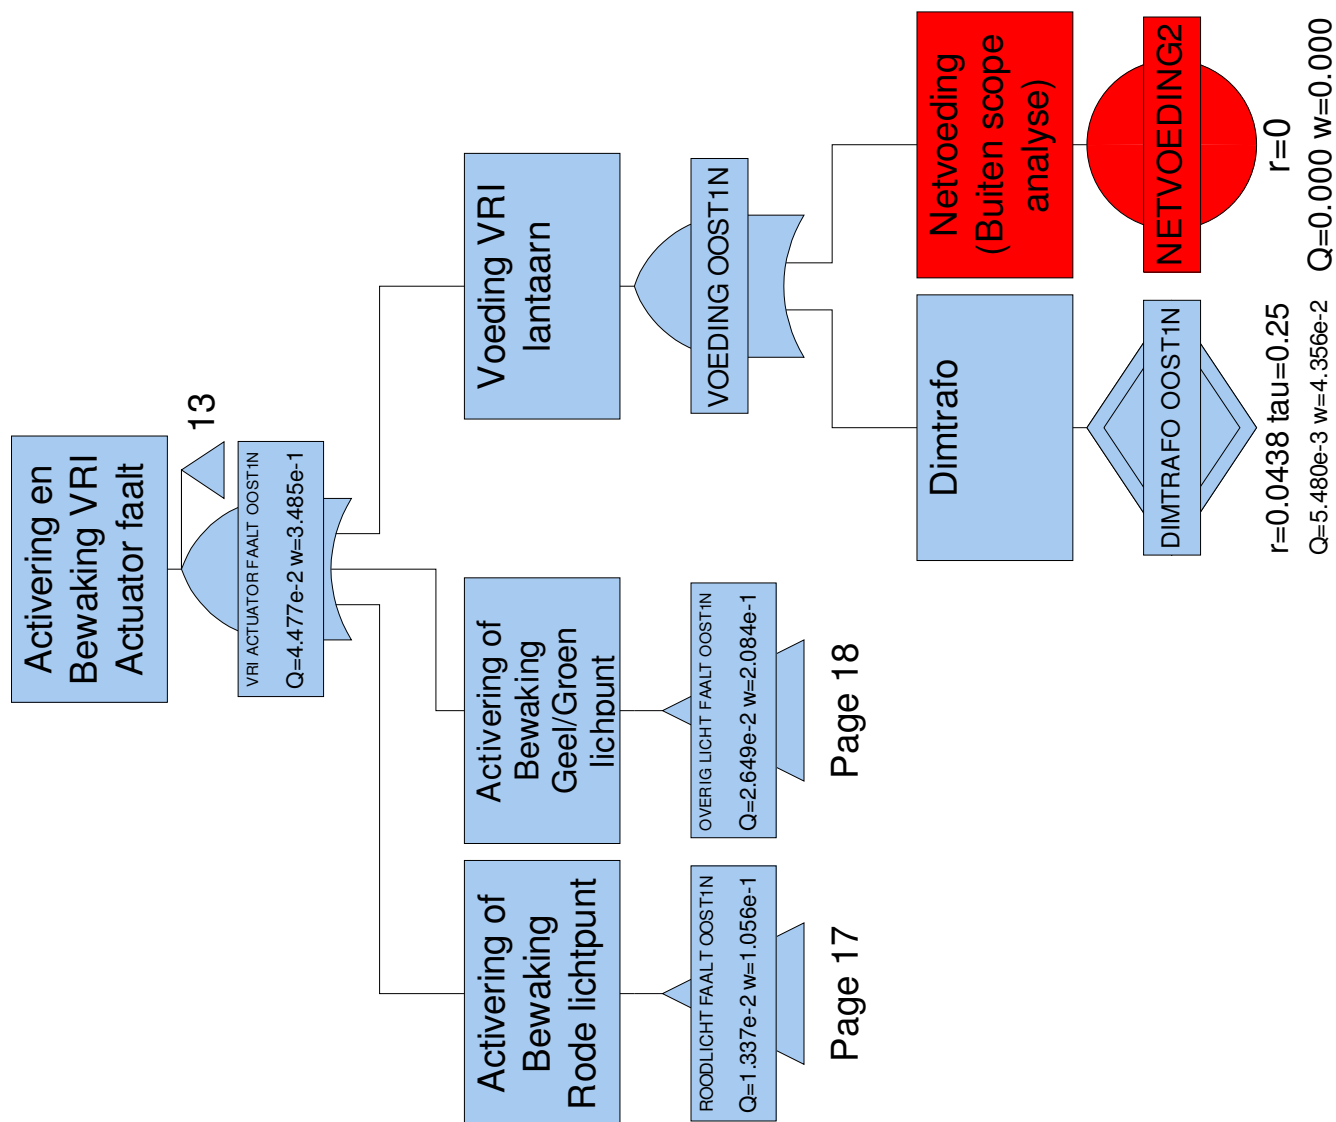 Activering en
Bewaking VRI
Actuator faalt
13
VRI ACTUATOR FAALT OOST1N
Q=4.477e-2 w=3.485e-1
Activering of
Bewaking
Rode lichtpunt
ROODLICHT FAALT OOST1N
Q=1.337e-2 w=1.056e-1
Page 17
Activering of
Bewaking
Geel/Groen
lichpunt
OVERIG LICHT FAALT OOST1N
Q=2.649e-2 w=2.084e-1
Page 18
Voeding VRI
lantaarn
VOEDING OOST1N
Dimtrafo
DIMTRAFO OOST1N
r=0.0438 tau=0.25
Q=5.480e-3 w=4.356e-2
Netvoeding
(Buiten scope
analyse)
NETVOEDING2
r=0
Q=0.000 w=0.000